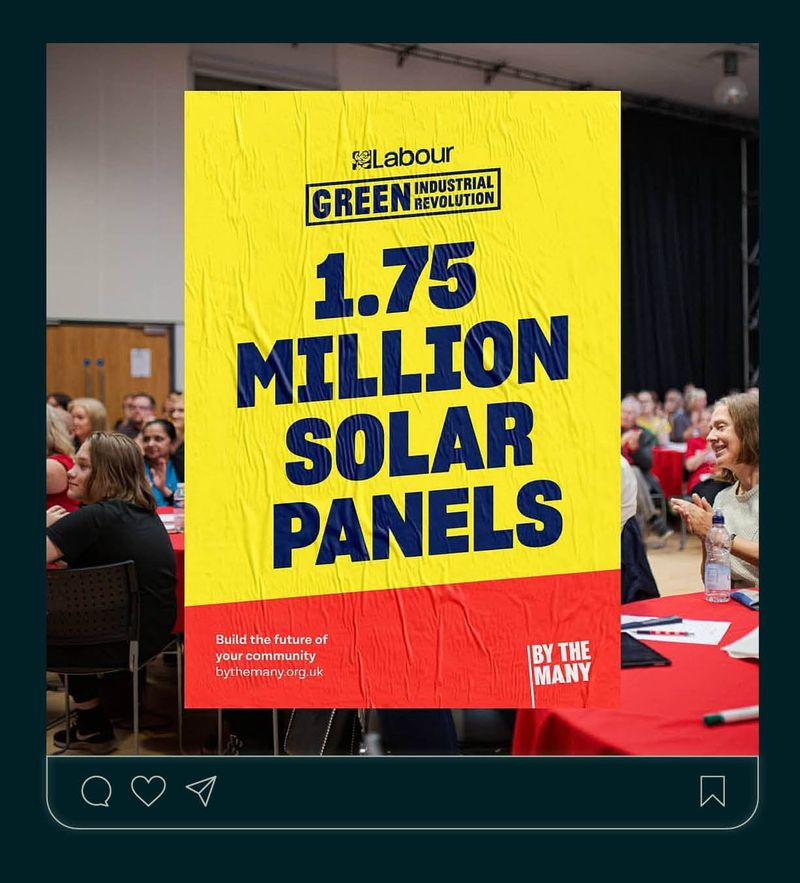 Labour
GREEN INDUSTRIAL
REVOLUTION
1.75
MILLION
SOLAR
PANELS
Build the future of
your community
bythemany.org.uk
BY THE
MANY